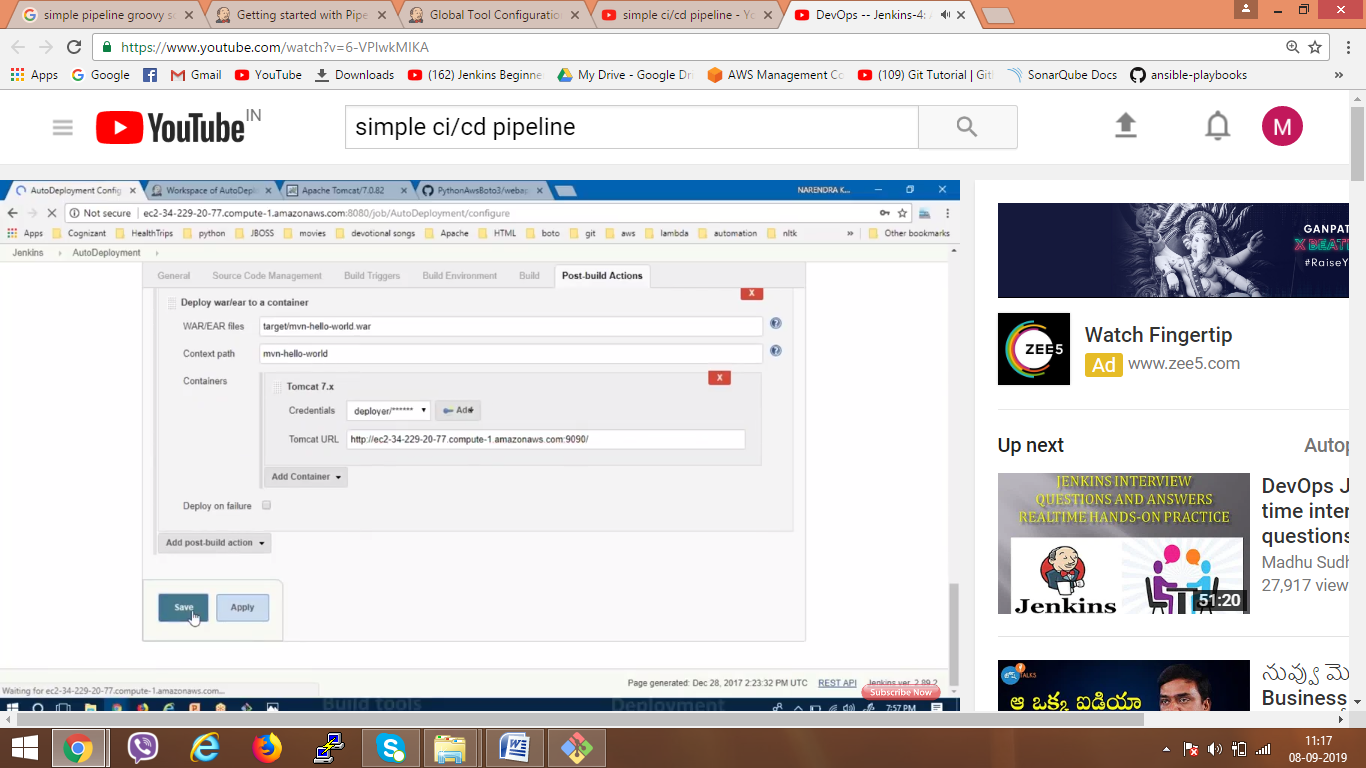 simple pipeline groovy s
Getting started with Pipe
Global Tool Configuratio
simple ci/cd pipeline - Yo
DevOps -- Jenkins-4:
https://www.youtube.com/watch?v=6-VPlwkMlKA
Apps Google Gmail YouTube Downloads (162) Jenkins Beginne My Drive - Google Dri AWS Management Co (109) Git Tutorial | Git SonarQube Docs ansible-playbooks »
YouTube IN
simple ci/cd pipeline
M
AutoDeployment Config
Workspace of AutoDepl
Apache Tomcat/7.0.82
PythonAwsBoto3/webap
NARENDRA K...
Not secure | ec2-34-229-20-77.compute-1.amazonaws.com:8080/job/AutoDeployment/configure
Apps Cognizant HealthTrips python JBOSS movies devotional songs Apache HTML boto git aws lambda automation nltk » Other bookmarks
Jenkins › AutoDeployment ›
General Source Code Management Build Triggers Build Environment Build Post-build Actions
X
Deploy war/ear to a container
WAR/EAR files target/mvn-hello-world.war
Context path mvn-hello-world
Containers
X
Tomcat 7.x
Credentials deployer/****** Add
Tomcat URL http://ec2-34-229-20-77.compute-1.amazonaws.com:9090/
Add Container
Deploy on failure
Add post-build action
Save Apply
Page generated: Dec 28, 2017 2:23:32 PM UTC REST API Jenkins ver. 2.89.2
Waiting for ec2-34-229-20-77.compute-1.amazonaws.com...
Subscribe Now
Build tools Deployment
7:57 PM
GANPAT
X BEAT
#RaiseY
ZEE5
Watch Fingertip
Ad www.zee5.com
Up next Autop
JENKINS INTERVIEW
QUESTIONS AND ANSWERS
REALTIME HANDS-ON PRACTICE
Jenkins
51:20
DevOps J
time inter
questions
Madhu Sudh
27,917 view
TALKS
ఆ ఒక్క ఐడియా
నువ్వు మె
Business
11:17
08-09-2019